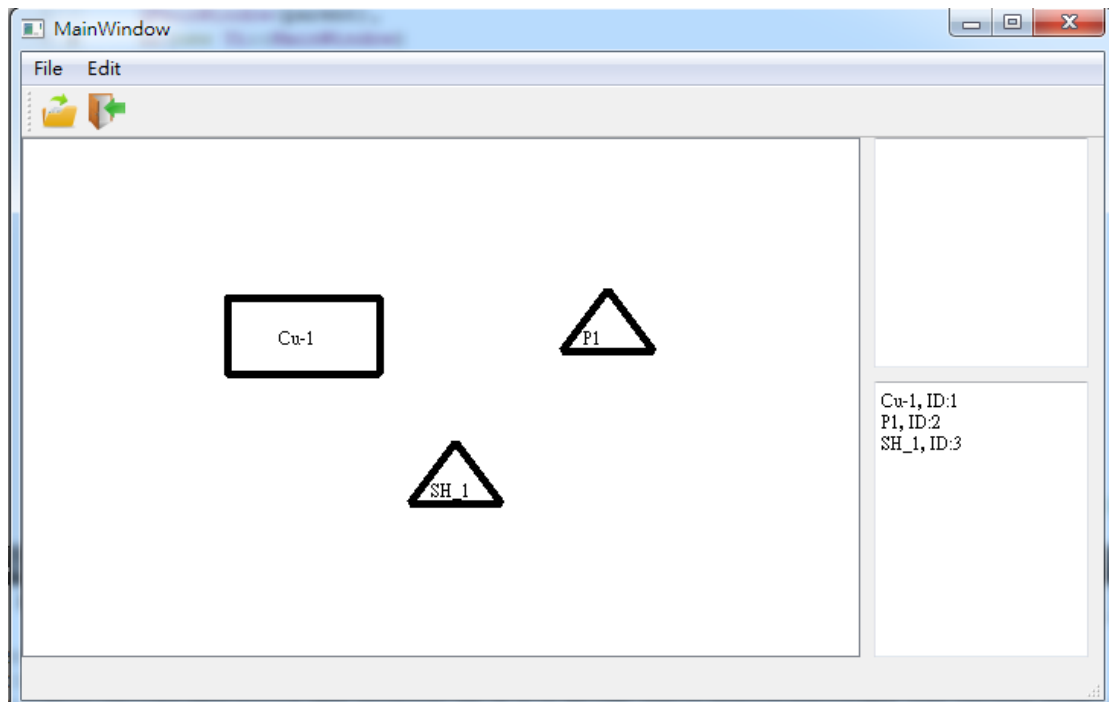 MainWindow
File Edit
Cu-1
P1
SH_1
Cu-1, ID:1
P1, ID:2
SH_1, ID:3